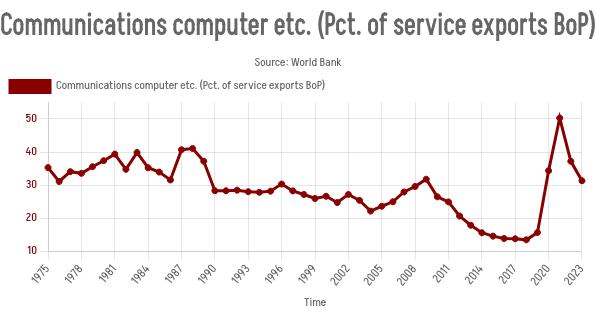 Communications computer etc. (Pct. of service exports BoP)
Source: World Bank
Communications computer etc. (Pct. of service exports BoP)
50
40
30
20
10
1975 1978 1981 1984 1987 1990 1993 1996 1999 2002 2005 2008 2011 2014 2017 2020 2023
Time